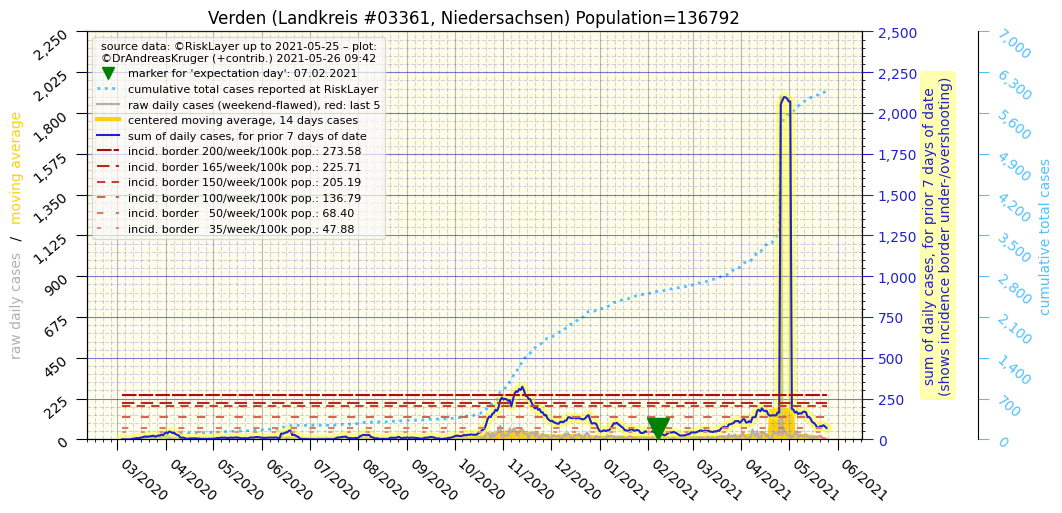 Verden (Landkreis #03361, Niedersachsen) Population=136792
source data: ©RiskLayer up to 2021-05-25 – plot:
©DrAndreasKruger (+contrib.) 2021-05-26 09:42
marker for 'expectation day': 07.02.2021
cumulative total cases reported at RiskLayer
raw daily cases (weekend-flawed), red: last 5
centered moving average, 14 days cases
sum of daily cases, for prior 7 days of date
incid. border 200/week/100k pop.: 273.58
incid. border 165/week/100k pop.: 225.71
incid. border 150/week/100k pop.: 205.19
incid. border 100/week/100k pop.: 136.79
incid. border 50/week/100k pop.: 68.40
incid. border 35/week/100k pop.: 47.88
raw daily cases / moving average
2,250
2,025
1,800
1,575
1,350
1,125
900
675
450
225
0
03/2020
04/2020
05/2020
06/2020
07/2020
08/2020
09/2020
10/2020
11/2020
12/2020
01/2021
02/2021
03/2021
04/2021
05/2021
06/2021
2,500
2,250
2,000
1,750
1,500
1,250
1,000
750
500
250
0
sum of daily cases, for prior 7 days of date
(shows incidence border under-/overshooting)
7,000
6,300
5,600
4,900
4,200
3,500
2,800
2,100
1,400
700
0
cumulative total cases